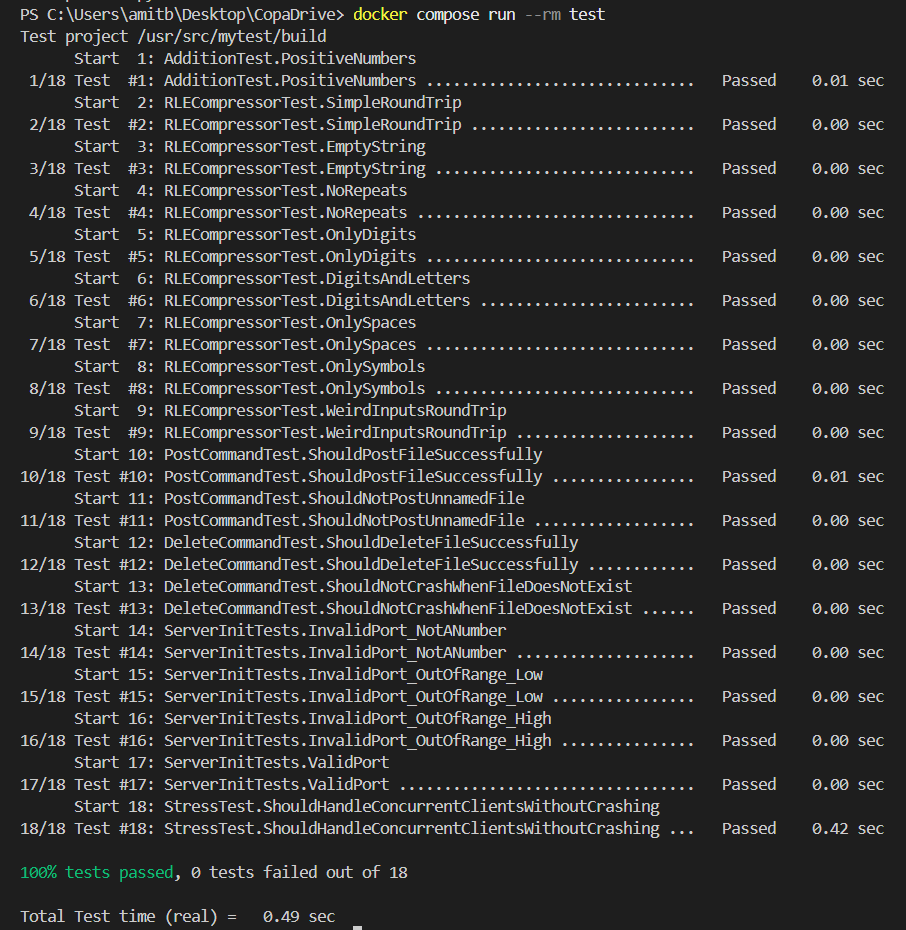 PS C:\Users\amitb\Desktop\CopaDrive> docker compose run --rm test
Test project /usr/src/mytest/build
      Start  1: AdditionTest.PositiveNumbers
 1/18 Test  #1: AdditionTest.PositiveNumbers ..............................   Passed    0.01 sec
      Start  2: RLECompressorTest.SimpleRoundTrip
 2/18 Test  #2: RLECompressorTest.SimpleRoundTrip .........................   Passed    0.00 sec
      Start  3: RLECompressorTest.EmptyString
 3/18 Test  #3: RLECompressorTest.EmptyString .............................   Passed    0.00 sec
      Start  4: RLECompressorTest.NoRepeats
 4/18 Test  #4: RLECompressorTest.NoRepeats ...............................   Passed    0.00 sec
      Start  5: RLECompressorTest.OnlyDigits
 5/18 Test  #5: RLECompressorTest.OnlyDigits ..............................   Passed    0.00 sec
      Start  6: RLECompressorTest.DigitsAndLetters
 6/18 Test  #6: RLECompressorTest.DigitsAndLetters ........................   Passed    0.00 sec
      Start  7: RLECompressorTest.OnlySpaces
 7/18 Test  #7: RLECompressorTest.OnlySpaces ..............................   Passed    0.00 sec
      Start  8: RLECompressorTest.OnlySymbols
 8/18 Test  #8: RLECompressorTest.OnlySymbols .............................   Passed    0.00 sec
      Start  9: RLECompressorTest.WeirdInputsRoundTrip
 9/18 Test  #9: RLECompressorTest.WeirdInputsRoundTrip ....................   Passed    0.00 sec
      Start 10: PostCommandTest.ShouldPostFileSuccessfully
10/18 Test #10: PostCommandTest.ShouldPostFileSuccessfully ................   Passed    0.01 sec
      Start 11: PostCommandTest.ShouldNotPostUnnamedFile
11/18 Test #11: PostCommandTest.ShouldNotPostUnnamedFile ..................   Passed    0.00 sec
      Start 12: DeleteCommandTest.ShouldDeleteFileSuccessfully
12/18 Test #12: DeleteCommandTest.ShouldDeleteFileSuccessfully ............   Passed    0.00 sec
      Start 13: DeleteCommandTest.ShouldNotCrashWhenFileDoesNotExist
13/18 Test #13: DeleteCommandTest.ShouldNotCrashWhenFileDoesNotExist ......   Passed    0.00 sec
      Start 14: ServerInitTests.InvalidPort_NotANumber
14/18 Test #14: ServerInitTests.InvalidPort_NotANumber ....................   Passed    0.00 sec
      Start 15: ServerInitTests.InvalidPort_OutOfRange_Low
15/18 Test #15: ServerInitTests.InvalidPort_OutOfRange_Low ................   Passed    0.00 sec
      Start 16: ServerInitTests.InvalidPort_OutOfRange_High
16/18 Test #16: ServerInitTests.InvalidPort_OutOfRange_High ...............   Passed    0.00 sec
      Start 17: ServerInitTests.ValidPort
17/18 Test #17: ServerInitTests.ValidPort .................................   Passed    0.00 sec
      Start 18: StressTest.ShouldHandleConcurrentClientsWithoutCrashing
18/18 Test #18: StressTest.ShouldHandleConcurrentClientsWithoutCrashing ...   Passed    0.42 sec

100% tests passed, 0 tests failed out of 18

Total Test time (real) =   0.49 sec